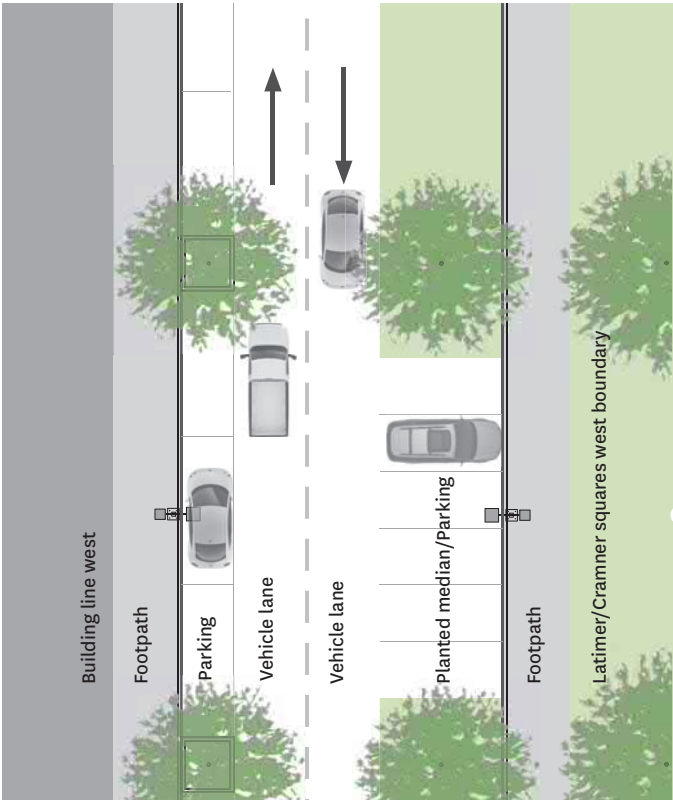 Building line west
Footpath
Parking
Vehicle lane
Vehicle lane
Planted median/Parking
Footpath
Latimer/Cramner squares west boundary